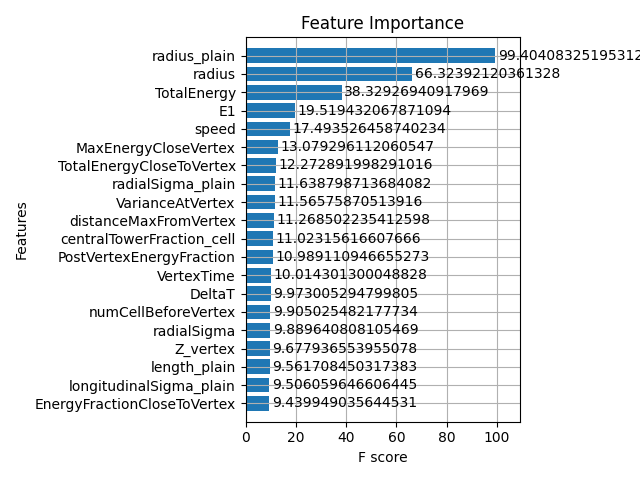 Feature Importance
radius_plain 99.40408325195312
radius 66.32392120361328
TotalEnergy 38.32926940917969
E1 19.519432067871094
speed 17.493526458740234
MaxEnergyCloseVertex 13.079296112060547
TotalEnergyCloseToVertex 12.272891998291016
radialSigma_plain 11.638798713684082
VarianceAtVertex 11.56575870513916
distanceMaxFromVertex 11.268502235412598
centralTowerFraction_cell 11.02315616607666
PostVertexEnergyFraction 10.989110946655273
VertexTime 10.014301300048828
DeltaT 9.973005294799805
numCellBeforeVertex 9.905025482177734
radialSigma 9.889640808105469
Z_vertex 9.677936553955078
length_plain 9.561708450317383
longitudinalSigma_plain 9.506059646606445
EnergyFractionCloseToVertex 9.439949035644531
Features
0 20 40 60 80 100
F score